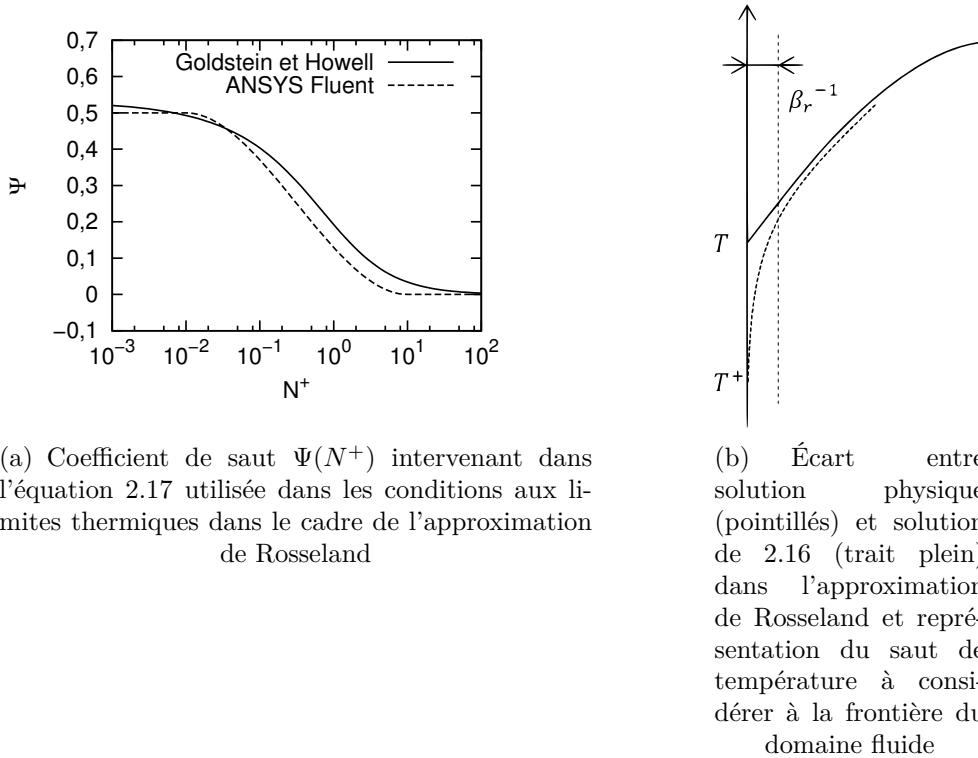 0,7
0,6
0,5
0,4
0,3
0,2
0,1
0
−0,1
Ψ
Goldstein et Howell
ANSYS Fluent
10⁻³ 10⁻² 10⁻¹ 10⁰ 10¹ 10²
N⁺
βᵣ⁻¹
T
T⁺
(a) Coefficient de saut Ψ(N⁺) intervenant dans
l'équation 2.17 utilisée dans les conditions aux li-
mites thermiques dans le cadre de l'approximation
de Rosseland
(b) Écart entre
solution physique
(pointillés) et solution
de 2.16 (trait plein)
dans l'approximation
de Rosseland et repré-
sentation du saut de
température à consi-
dérer à la frontière du
domaine fluide